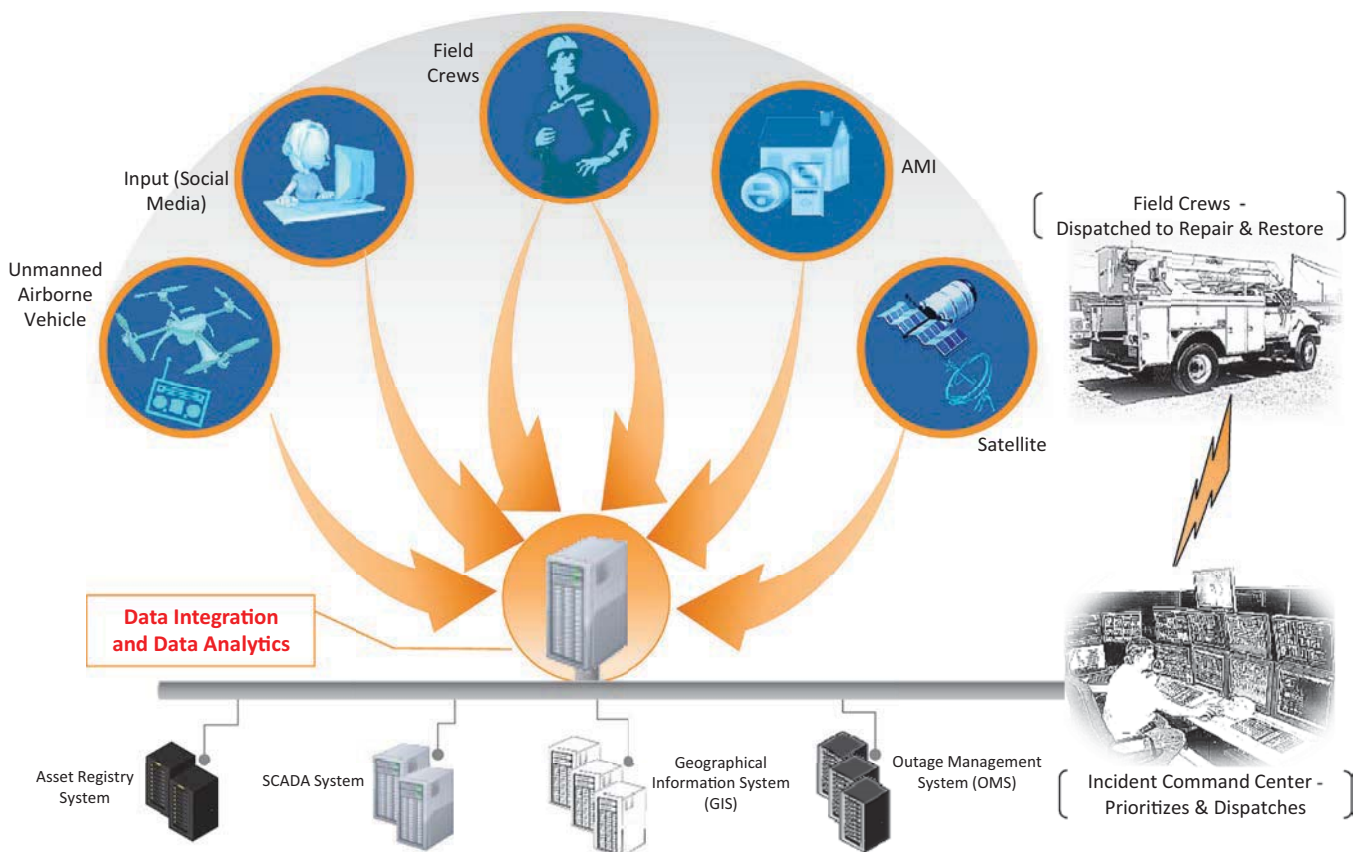 Field
Crews
Input (Social
Media)
AMI
Unmanned
Airborne
Vehicle
Satellite
Field Crews -
Dispatched to Repair & Restore
Data Integration
and Data Analytics
Asset Registry
System
SCADA System
Geographical
Information System
(GIS)
Outage Management
System (OMS)
Incident Command Center -
Prioritizes & Dispatches